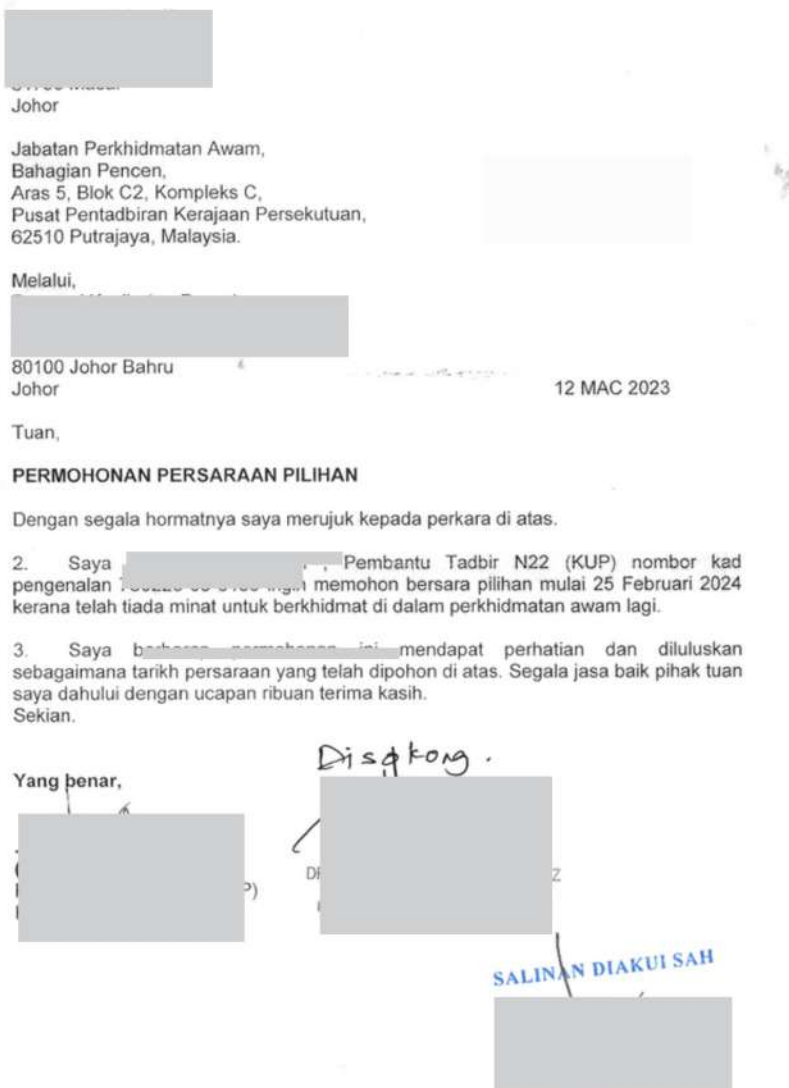 Johor
Jabatan Perkhidmatan Awam,
Bahagian Pencen,
Aras 5, Blok C2, Kompleks C,
Pusat Pentadbiran Kerajaan Persekutuan,
62510 Putrajaya, Malaysia.
Melalui,
80100 Johor Bahru
Johor
12 MAC 2023
Tuan,
PERMOHONAN PERSARAAN PILIHAN
Dengan segala hormatnya saya merujuk kepada perkara di atas.
2. Saya , Pembantu Tadbir N22 (KUP) nombor kad
pengenalan memohon bersara pilihan mulai 25 Februari 2024
kerana telah tiada minat untuk berkhidmat di dalam perkhidmatan awam lagi.
3. Saya mendapat perhatian dan diluluskan
sebagaimana tarikh persaraan yang telah dipohon di atas. Segala jasa baik pihak tuan
saya dahului dengan ucapan ribuan terima kasih.
Sekian.
Disokong.
Yang benar,
SALINAN DIAKUI SAH